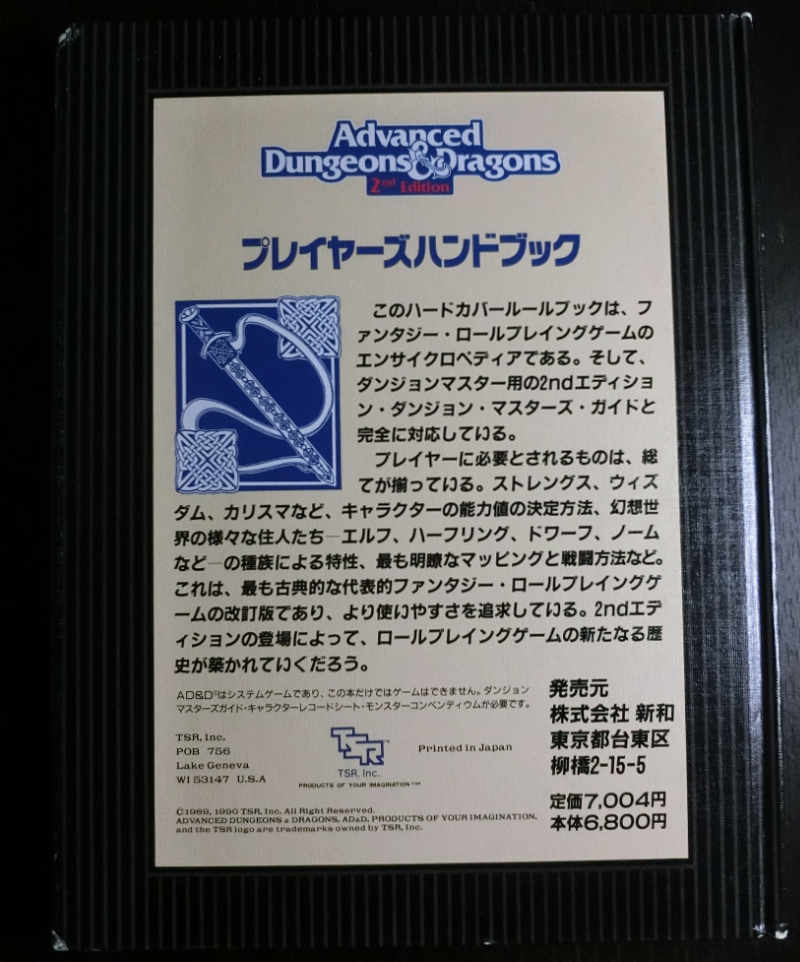 Advanced
Dungeons & Dragons
2nd Edition
プレイヤーズハンドブック
このハードカバールールブックは、フ
ァンタジー・ロールプレイングゲームの
エンサイクロペディアである。そして、
ダンジョンマスター用の2ndエディショ
ン・ダンジョン・マスターズ・ガイドと
完全に対応している。
プレイヤーに必要とされるものは、総
てが揃っている。ストレングス、ウィズ
ダム、カリスマなど、キャラクターの能力値の決定方法、幻想世
界の様々な住人たち―エルフ、ハーフリング、ドワーフ、ノーム
など―の種族による特性、最も明瞭なマッピングと戦闘方法など。
これは、最も古典的な代表的ファンタジー・ロールプレイングゲ
ームの改訂版であり、より使いやすさを追求している。2ndエデ
ィションの登場によって、ロールプレイングゲームの新たなる歴
史が築かれていくだろう。
AD&D®はシステムゲームであり、この本だけではゲームはできません。ダンジョン
マスターズガイド・キャラクターレコードシート・モンスターコンペンディウムが必要です。
TSR, Inc.
POB 756
Lake Geneva
WI 53147 U.S.A
TSR™
TSR, Inc.
PRODUCTS OF YOUR IMAGINATION™
Printed in Japan
©1989, 1990 TSR, Inc. All Right Reserved.
ADVANCED DUNGEONS & DRAGONS, AD&D, PRODUCTS OF YOUR IMAGINATION,
and the TSR logo are trademarks owned by TSR, Inc.
発売元
株式会社 新和
東京都台東区
柳橋2-15-5
定価7,004円
本体6,800円